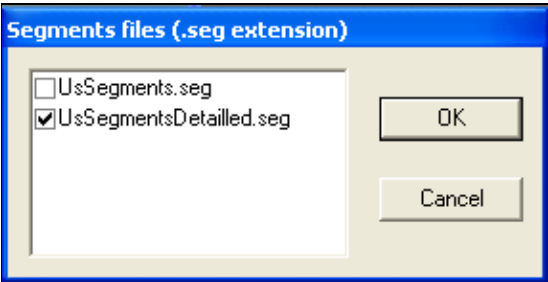 Segments files (.seg extension)
UsSegments.seg
UsSegmentsDetailled.seg
OK
Cancel